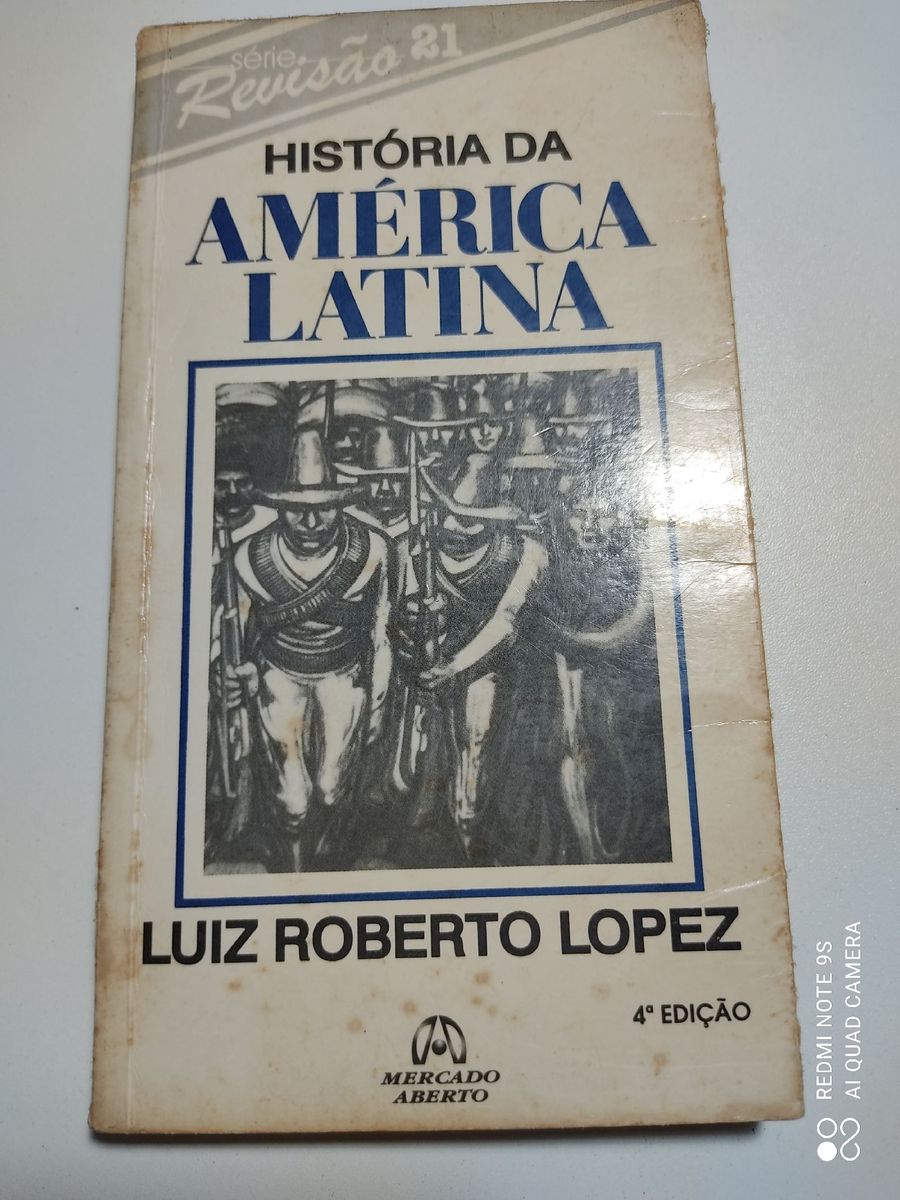 série
Revisão 21
HISTÓRIA DA
AMÉRICA
LATINA
LUIZ ROBERTO LOPEZ
4ª EDIÇÃO
MERCADO
ABERTO
REDMI NOTE 9S
AI QUAD CAMERA